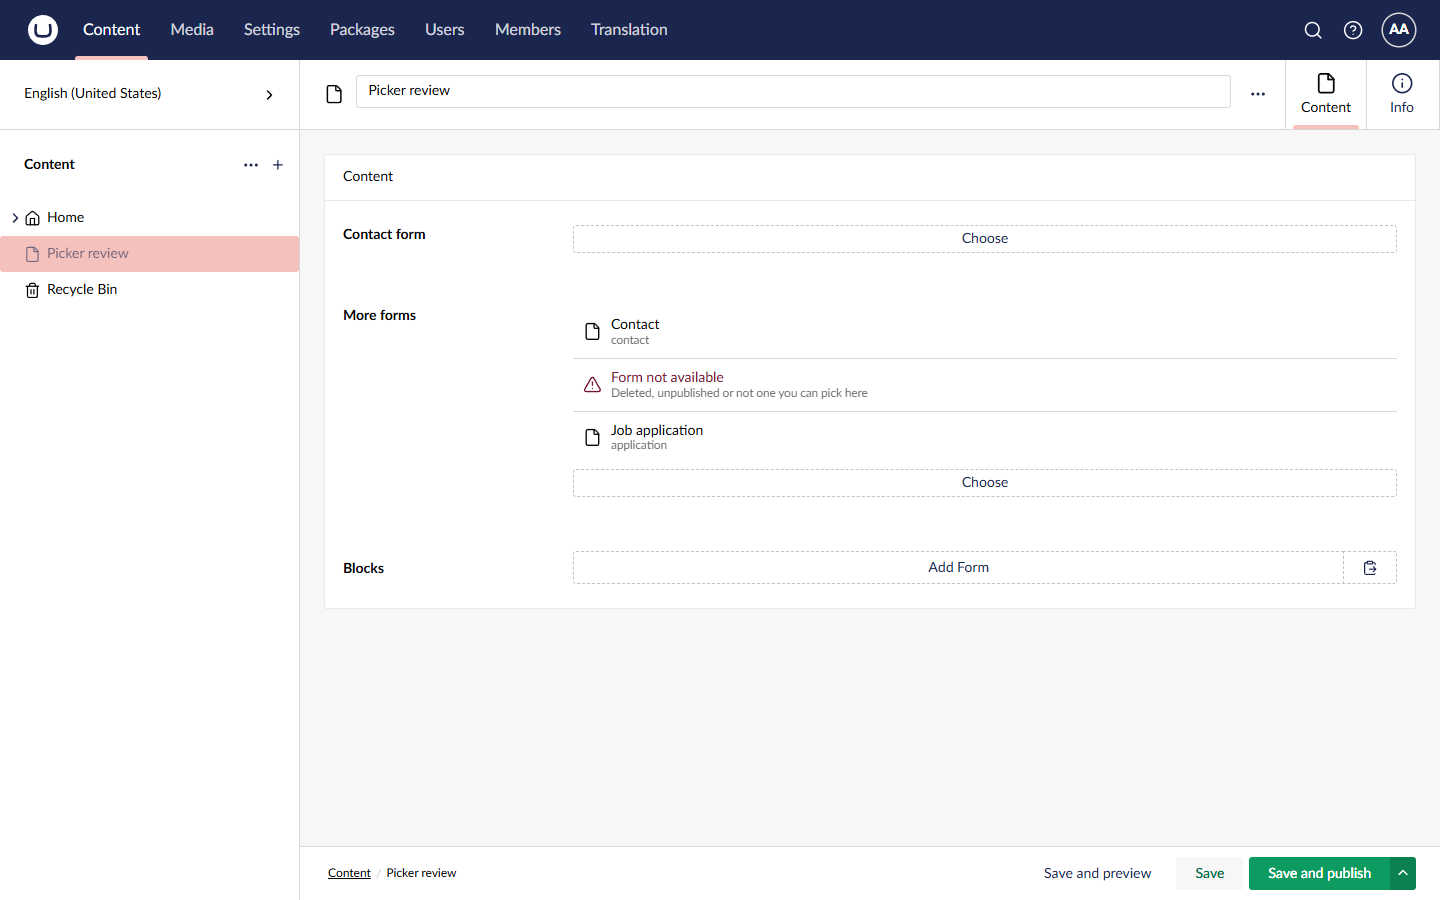 Content Media Settings Packages Users Members Translation AA
English (United States)
Picker review
Content
Info
Content
Home
Picker review
Recycle Bin
Content
Contact form
Choose
More forms
Contact
contact
Form not available
Deleted, unpublished or not one you can pick here
Job application
application
Choose
Blocks
Add Form
Content / Picker review
Save and preview
Save
Save and publish